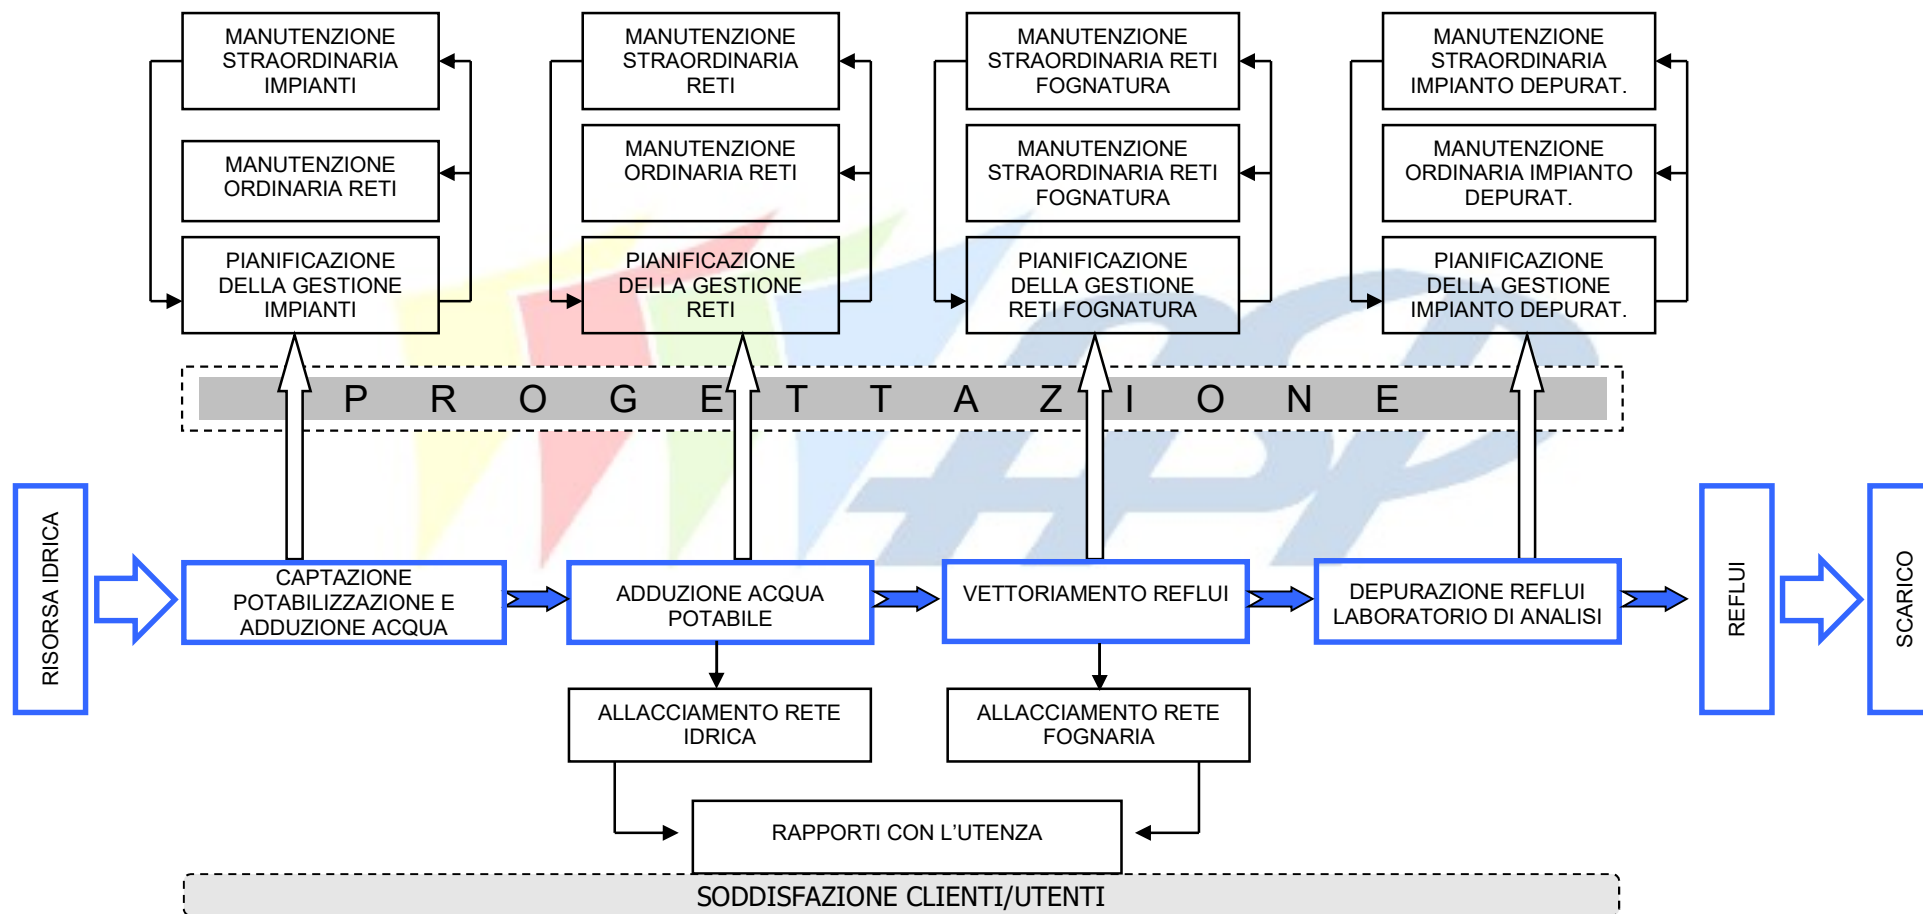 MANUTENZIONE
STRAORDINARIA
IMPIANTI
MANUTENZIONE
STRAORDINARIA
RETI
MANUTENZIONE
STRAORDINARIA RETI
FOGNATURA
MANUTENZIONE
STRAORDINARIA
IMPIANTO DEPURAT.
MANUTENZIONE
ORDINARIA RETI
MANUTENZIONE
ORDINARIA RETI
MANUTENZIONE
STRAORDINARIA RETI
FOGNATURA
MANUTENZIONE
ORDINARIA IMPIANTO
DEPURAT.
PIANIFICAZIONE
DELLA GESTIONE
IMPIANTI
PIANIFICAZIONE
DELLA GESTIONE
RETI
PIANIFICAZIONE
DELLA GESTIONE
RETI FOGNATURA
PIANIFICAZIONE
DELLA GESTIONE
IMPIANTO DEPURAT.
P R O G E T T A Z I O N E
RISORSA IDRICA
CAPTAZIONE
POTABILIZZAZIONE E
ADDUZIONE ACQUA
ADDUZIONE ACQUA
POTABILE
VETTORIAMENTO REFLUI
DEPURAZIONE REFLUI
LABORATORIO DI ANALISI
REFLUI
SCARICO
ALLACCIAMENTO RETE
IDRICA
ALLACCIAMENTO RETE
FOGNARIA
RAPPORTI CON L'UTENZA
SODDISFAZIONE CLIENTI/UTENTI